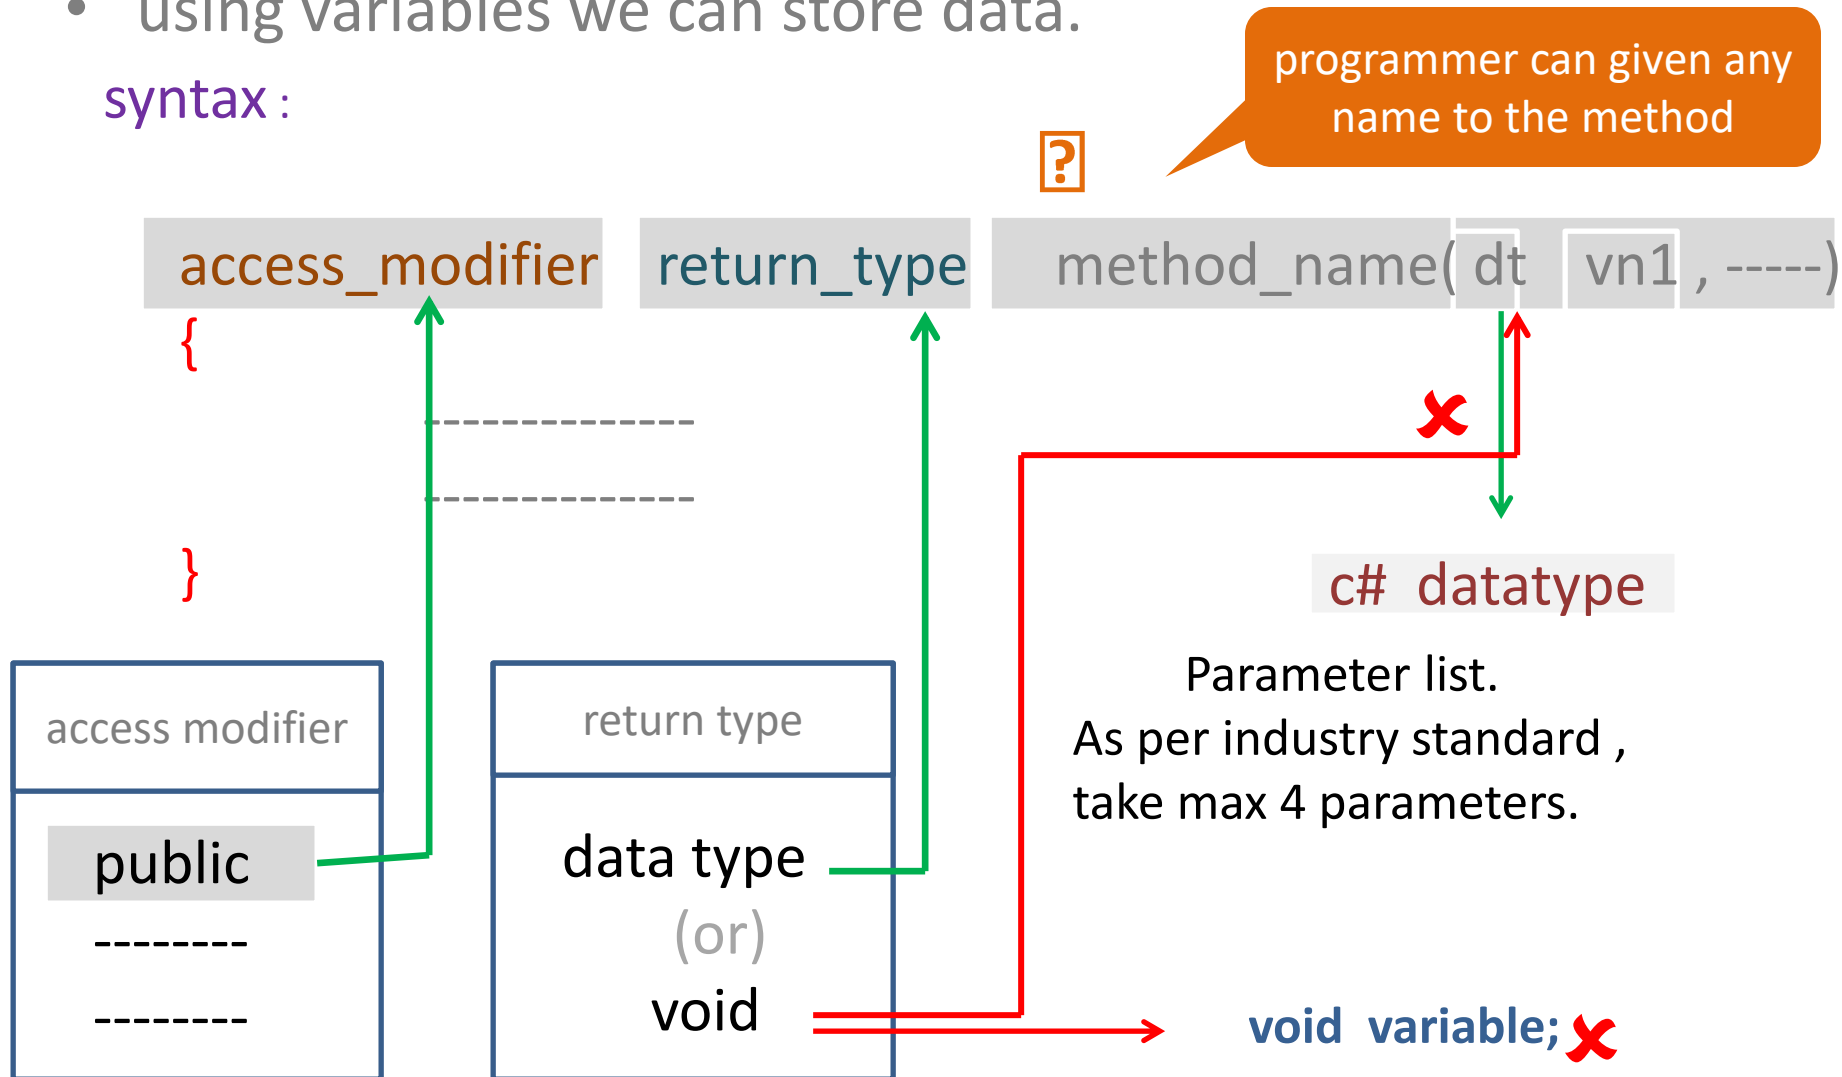 • using variables we can store data.
syntax :
programmer can given any
name to the method
?
access_modifier return_type method_name( dt vn1 , -----)
{
----------------
----------------
}
c# datatype
Parameter list.
As per industry standard ,
take max 4 parameters.
access modifier
public
--------
--------
return type
data type
(or)
void
void variable;